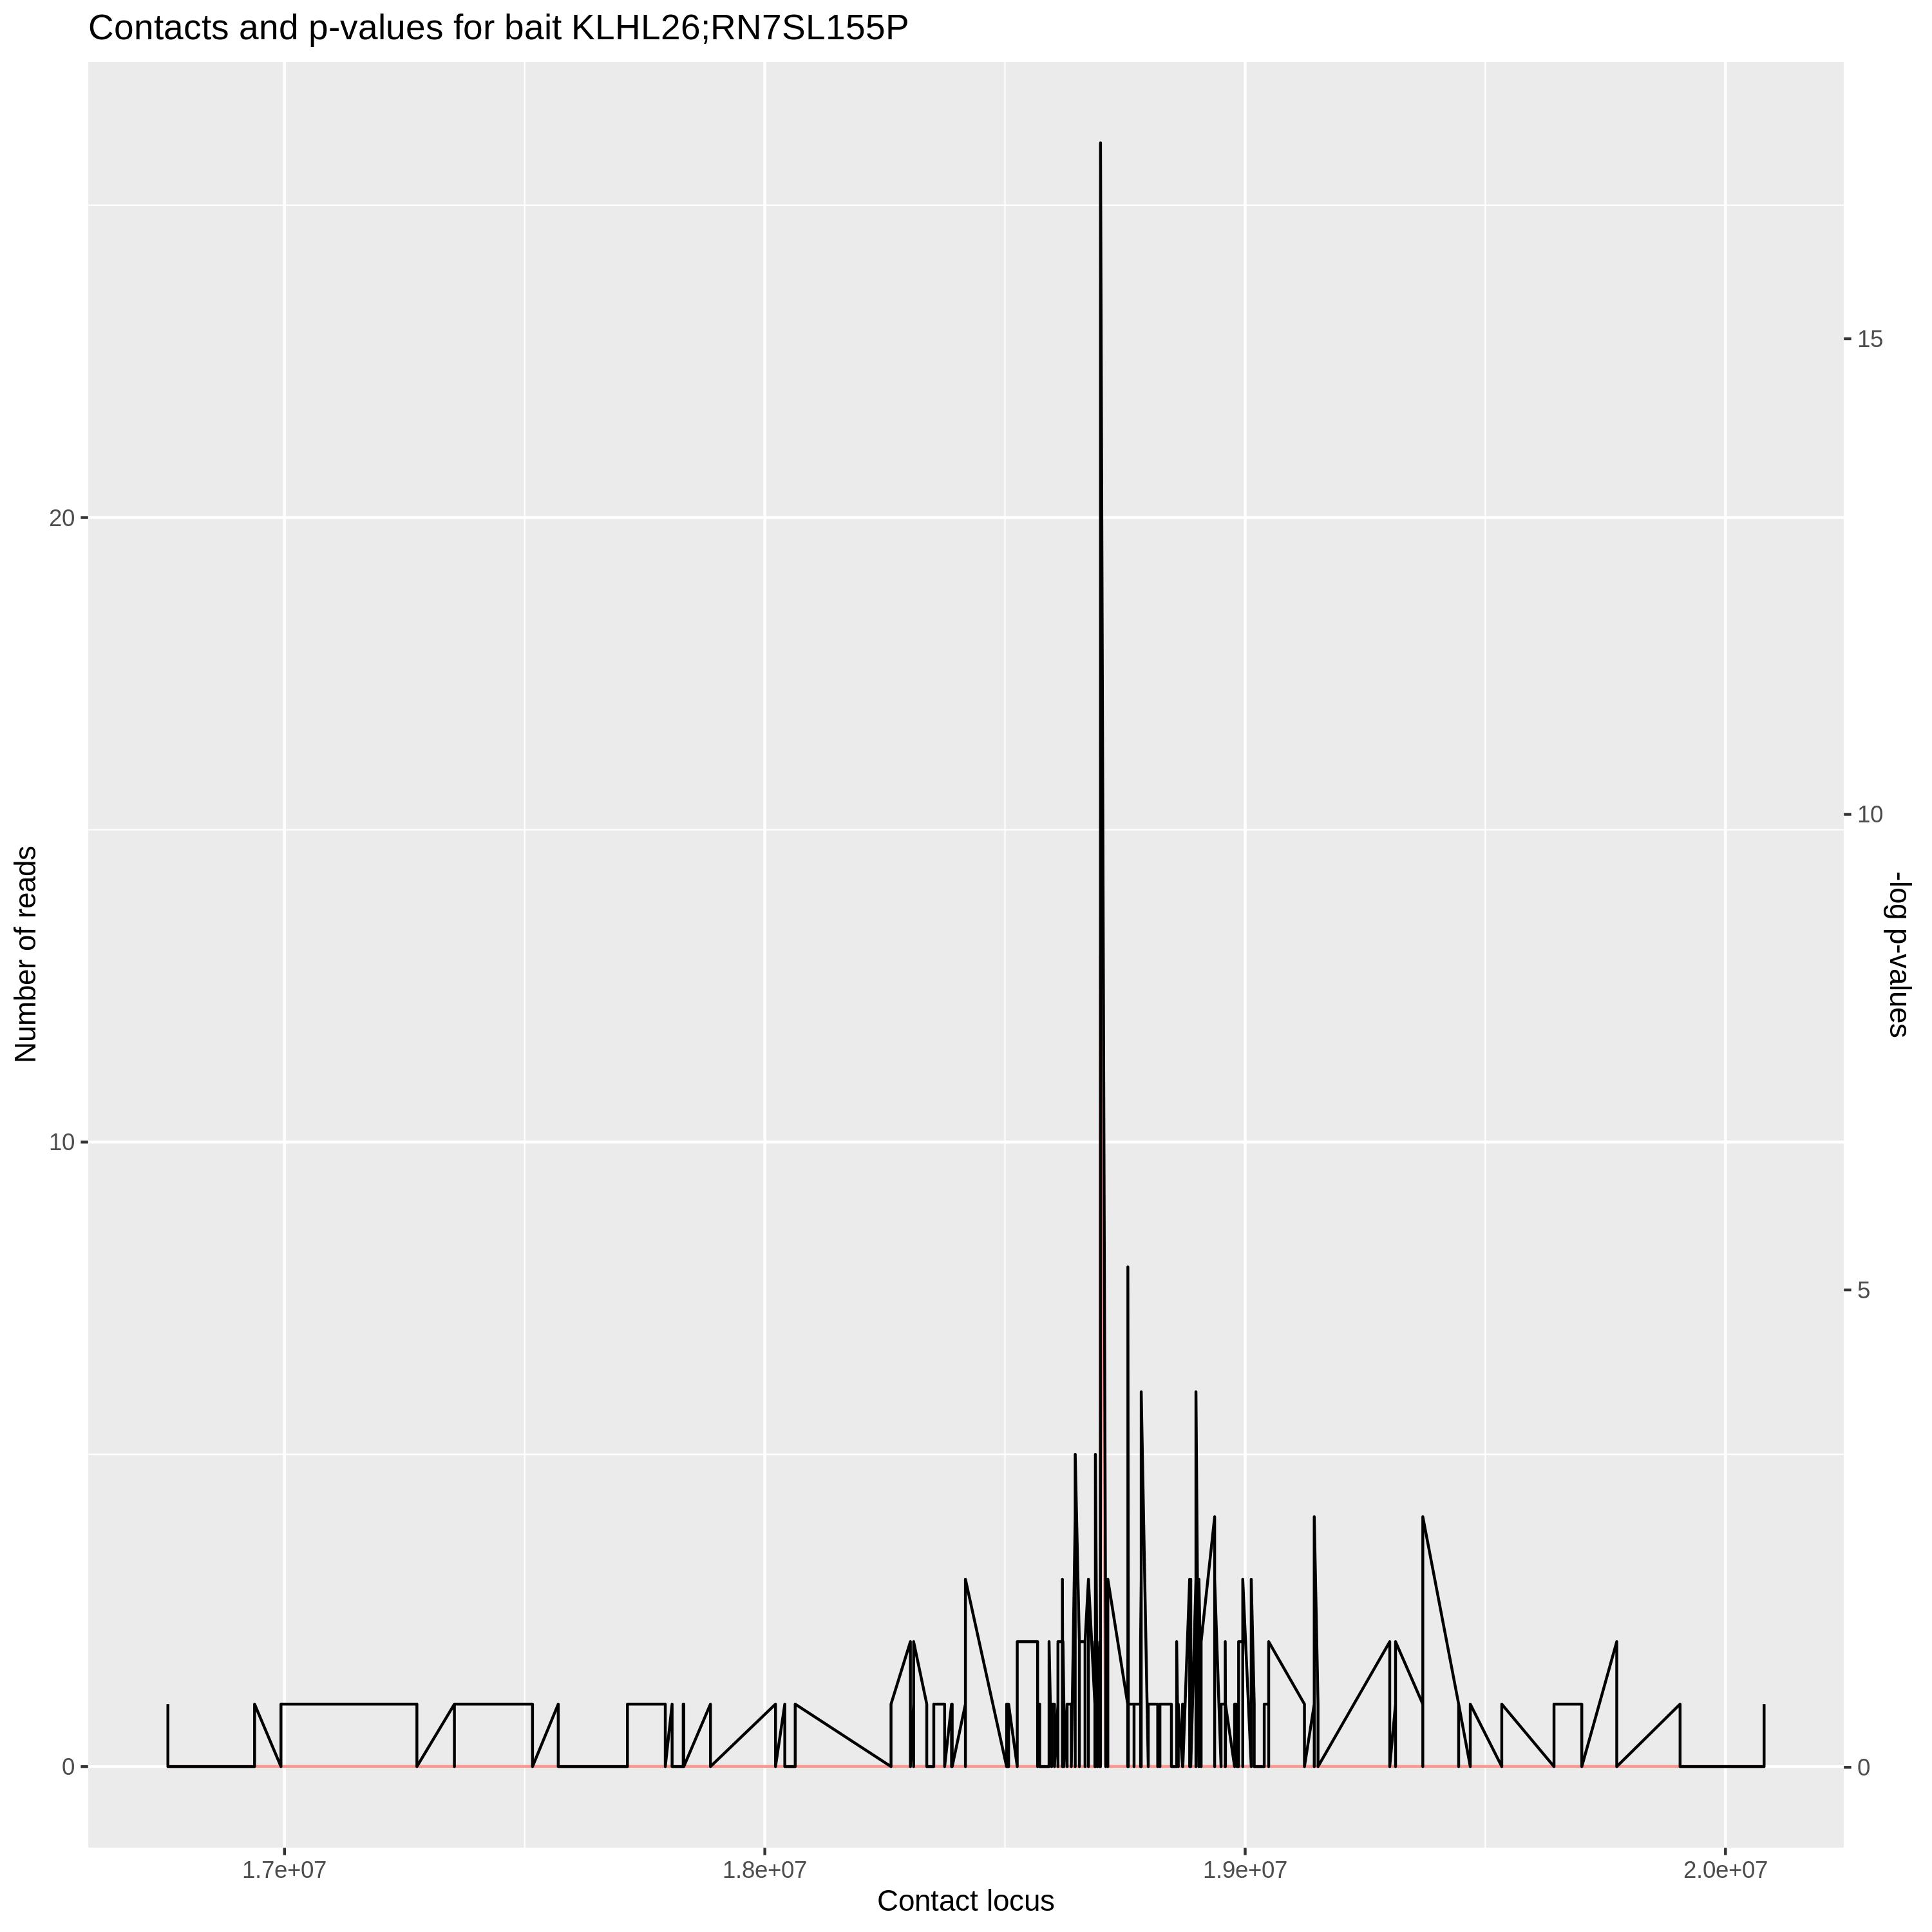 Contacts and p-values for bait KLHL26;RN7SL155P
Number of reads
20
10
0
15
10
5
0
-log p-values
1.7e+07
1.8e+07
1.9e+07
2.0e+07
Contact locus